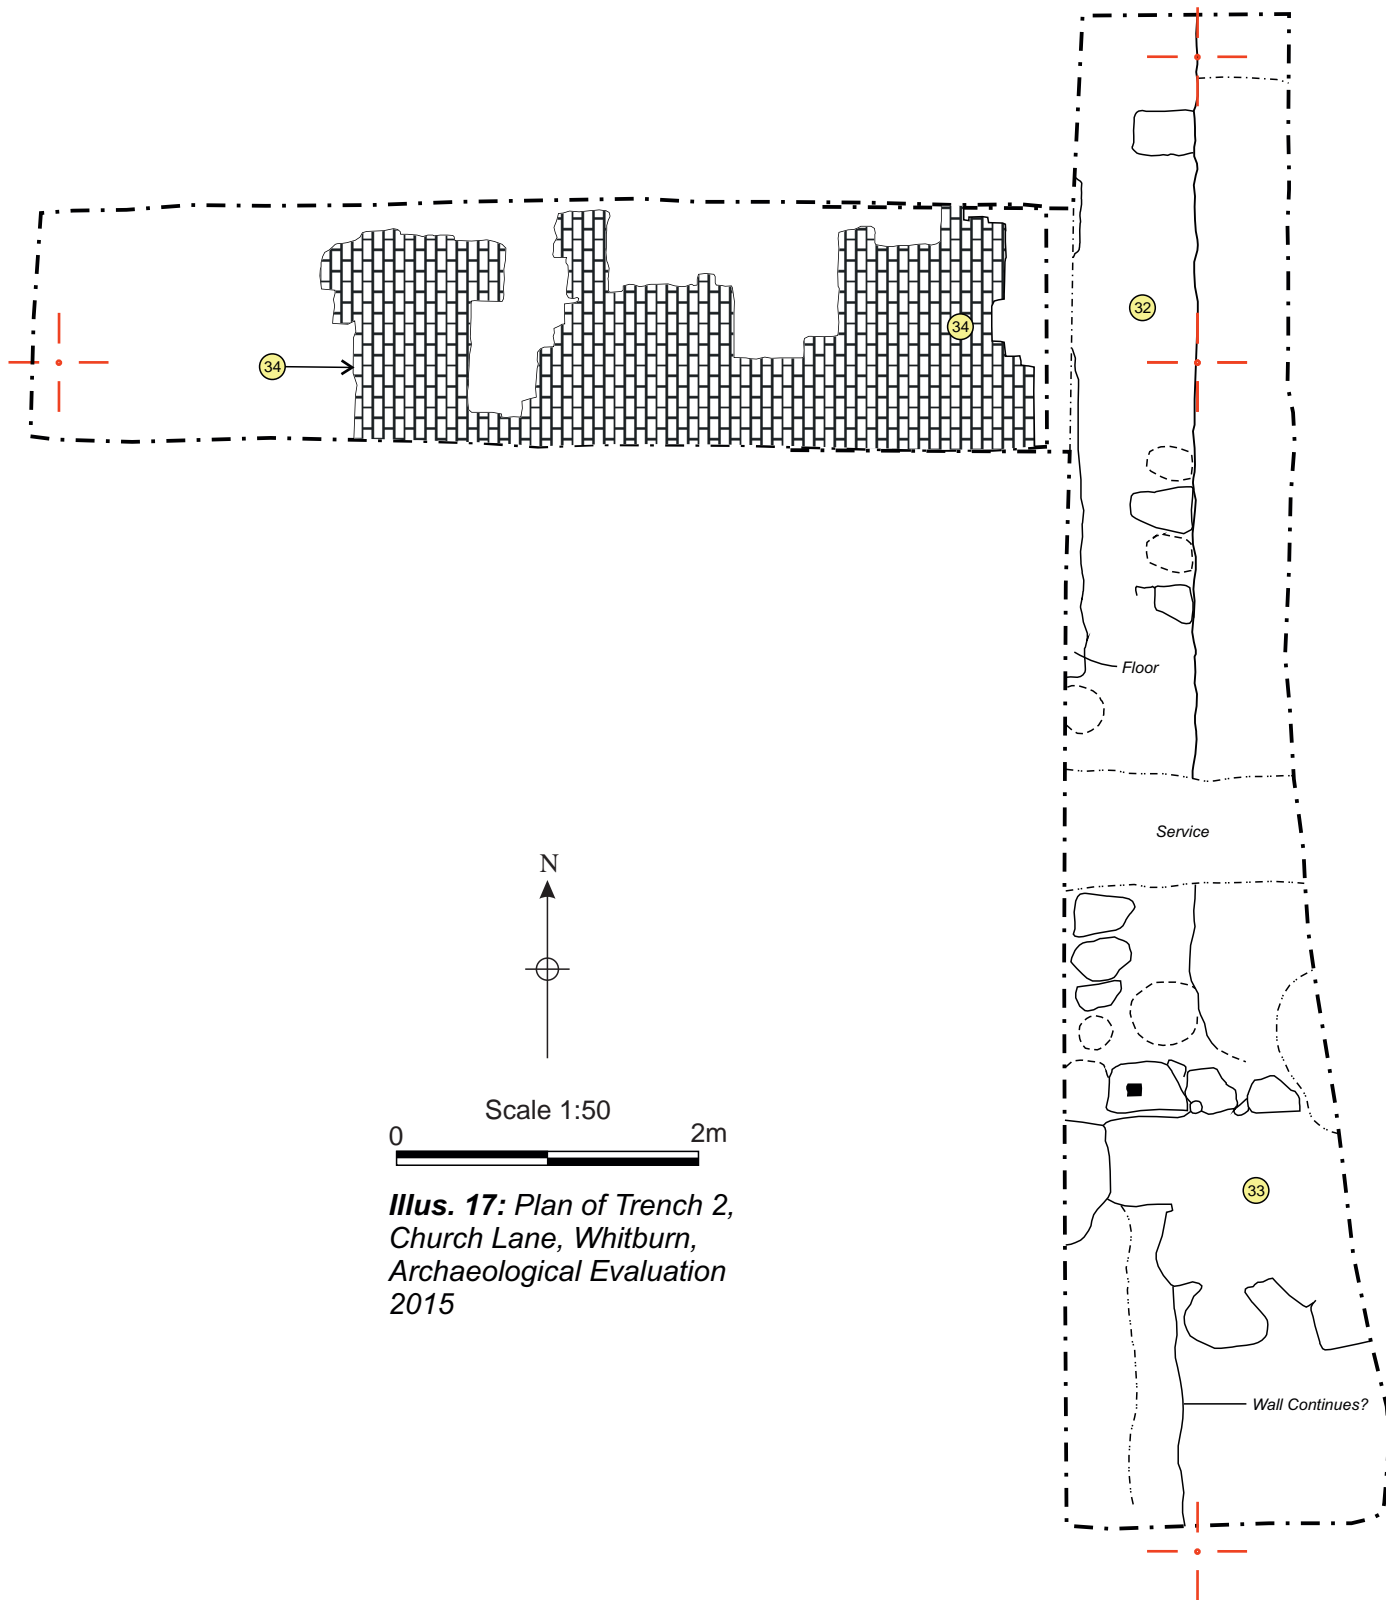 32
34
34
Floor
Service
N
Scale 1:50
0 2m
33
Illus. 17: Plan of Trench 2,
Church Lane, Whitburn,
Archaeological Evaluation
2015
Wall Continues?